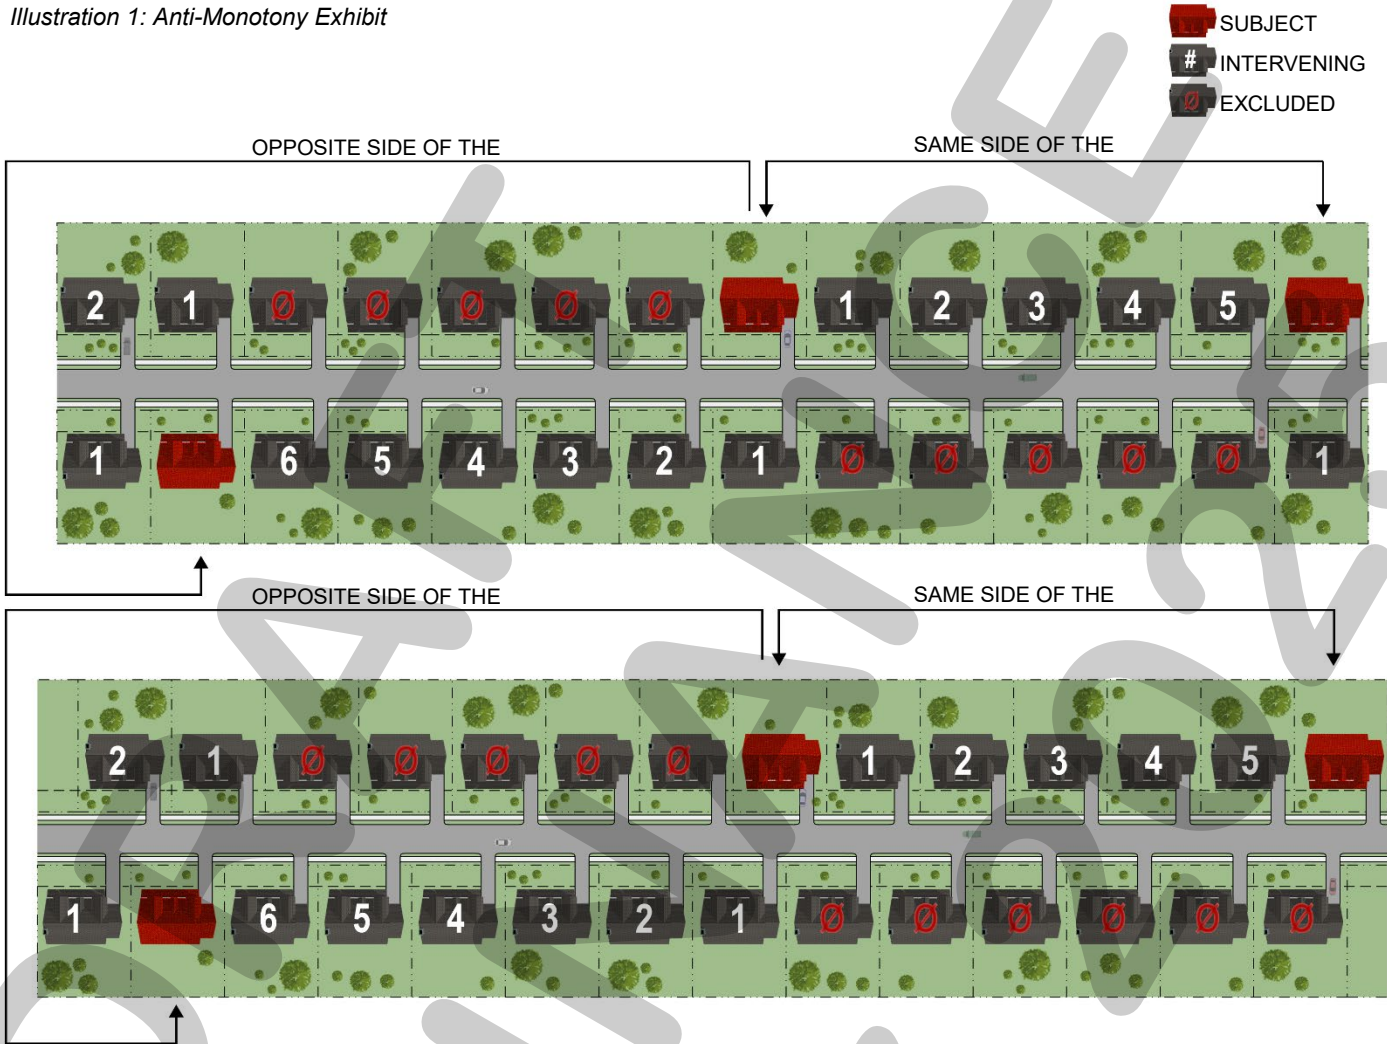 Illustration 1: Anti-Monotony Exhibit
SUBJECT
# INTERVENING
Ø EXCLUDED
OPPOSITE SIDE OF THE
SAME SIDE OF THE
2 1 Ø Ø Ø Ø Ø 1 2 3 4 5
1 6 5 4 3 2 1 Ø Ø Ø Ø Ø 1
OPPOSITE SIDE OF THE
SAME SIDE OF THE
2 1 Ø Ø Ø Ø Ø 1 2 3 4 5
1 6 5 4 3 2 1 Ø Ø Ø Ø Ø Ø
DRAFT